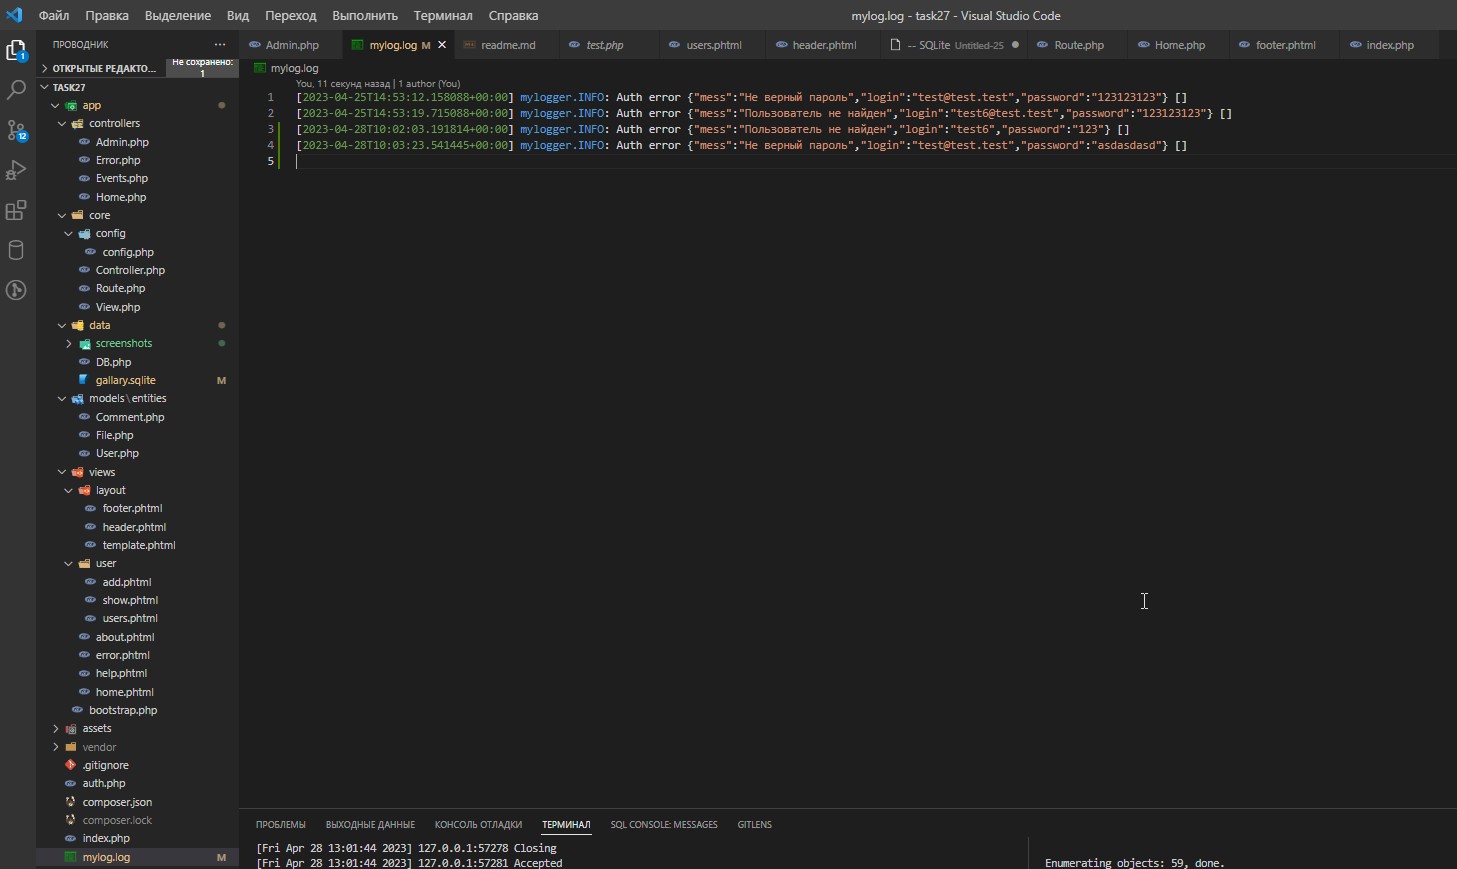 Файл Правка Выделение Вид Переход Выполнить Терминал Справка
mylog.log - task27 - Visual Studio Code
ПРОВОДНИК ...
ОТКРЫТЫЕ РЕДАКТО... Не сохранено: 1
TASK27
app
controllers
Admin.php
Error.php
Events.php
Home.php
core
config
config.php
Controller.php
Route.php
View.php
data
screenshots
DB.php
gallary.sqlite M
models\entities
Comment.php
File.php
User.php
views
layout
footer.phtml
header.phtml
template.phtml
user
add.phtml
show.phtml
users.phtml
about.phtml
error.phtml
help.phtml
home.phtml
bootstrap.php
assets
vendor
.gitignore
auth.php
composer.json
composer.lock
index.php
mylog.log M
1
12
Admin.php mylog.log M readme.md test.php users.phtml header.phtml -- SQLite Untitled-25 Route.php Home.php footer.phtml index.php
mylog.log
You, 11 секунд назад | 1 author (You)
1 [2023-04-25T14:53:12.158088+00:00] mylogger.INFO: Auth error {"mess":"Не верный пароль","login":"test@test.test","password":"123123123"} []
2 [2023-04-25T14:53:19.715088+00:00] mylogger.INFO: Auth error {"mess":"Пользователь не найден","login":"test6@test.test","password":"123123123"} []
3 [2023-04-28T10:02:03.191814+00:00] mylogger.INFO: Auth error {"mess":"Пользователь не найден","login":"test6","password":"123"} []
4 [2023-04-28T10:03:23.541445+00:00] mylogger.INFO: Auth error {"mess":"Не верный пароль","login":"test@test.test","password":"asdasdasd"} []
5
ПРОБЛЕМЫ ВЫХОДНЫЕ ДАННЫЕ КОНСОЛЬ ОТЛАДКИ ТЕРМИНАЛ SQL CONSOLE: MESSAGES GITLENS
[Fri Apr 28 13:01:44 2023] 127.0.0.1:57278 Closing
[Fri Apr 28 13:01:44 2023] 127.0.0.1:57281 Accepted
Enumerating objects: 59, done.